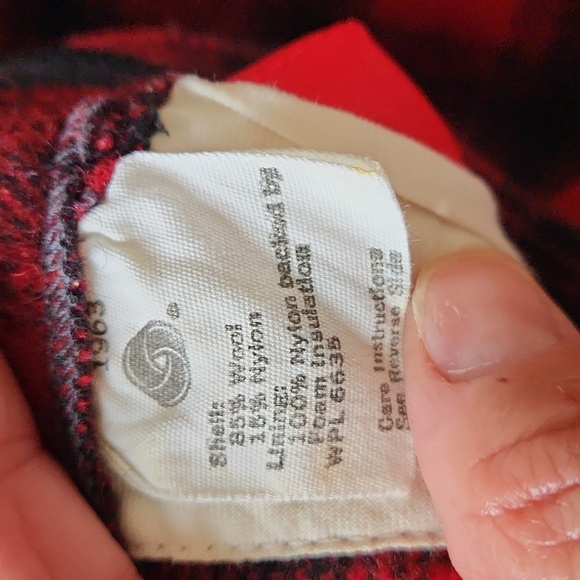 1963
®
Shell:
85% Wool
15% Nylon
Lining:
100% Nylon backed by
Foam Insulation
WPL 6635
Care Instructions
See Reverse Side